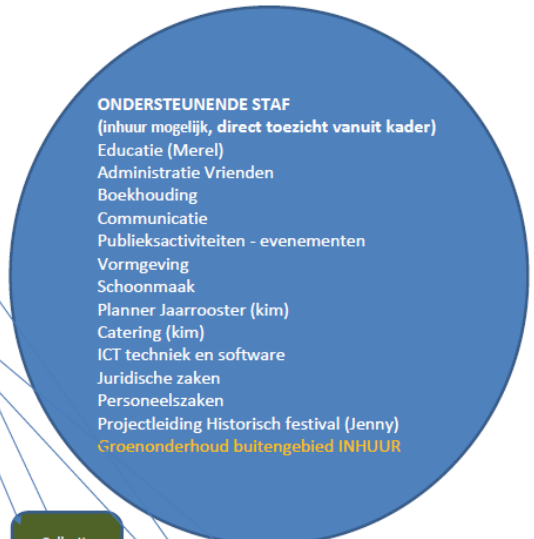 ONDERSTEUNENDE STAF
(inhuur mogelijk, direct toezicht vanuit kader)
Educatie (Merel)
Administratie Vrienden
Boekhouding
Communicatie
Publieksactiviteiten - evenementen
Vormgeving
Schoonmaak
Planner Jaarrooster (kim)
Catering (kim)
ICT techniek en software
Juridische zaken
Personeelszaken
Projectleiding Historisch festival (Jenny)
Groenonderhoud buitengebied INHUUR